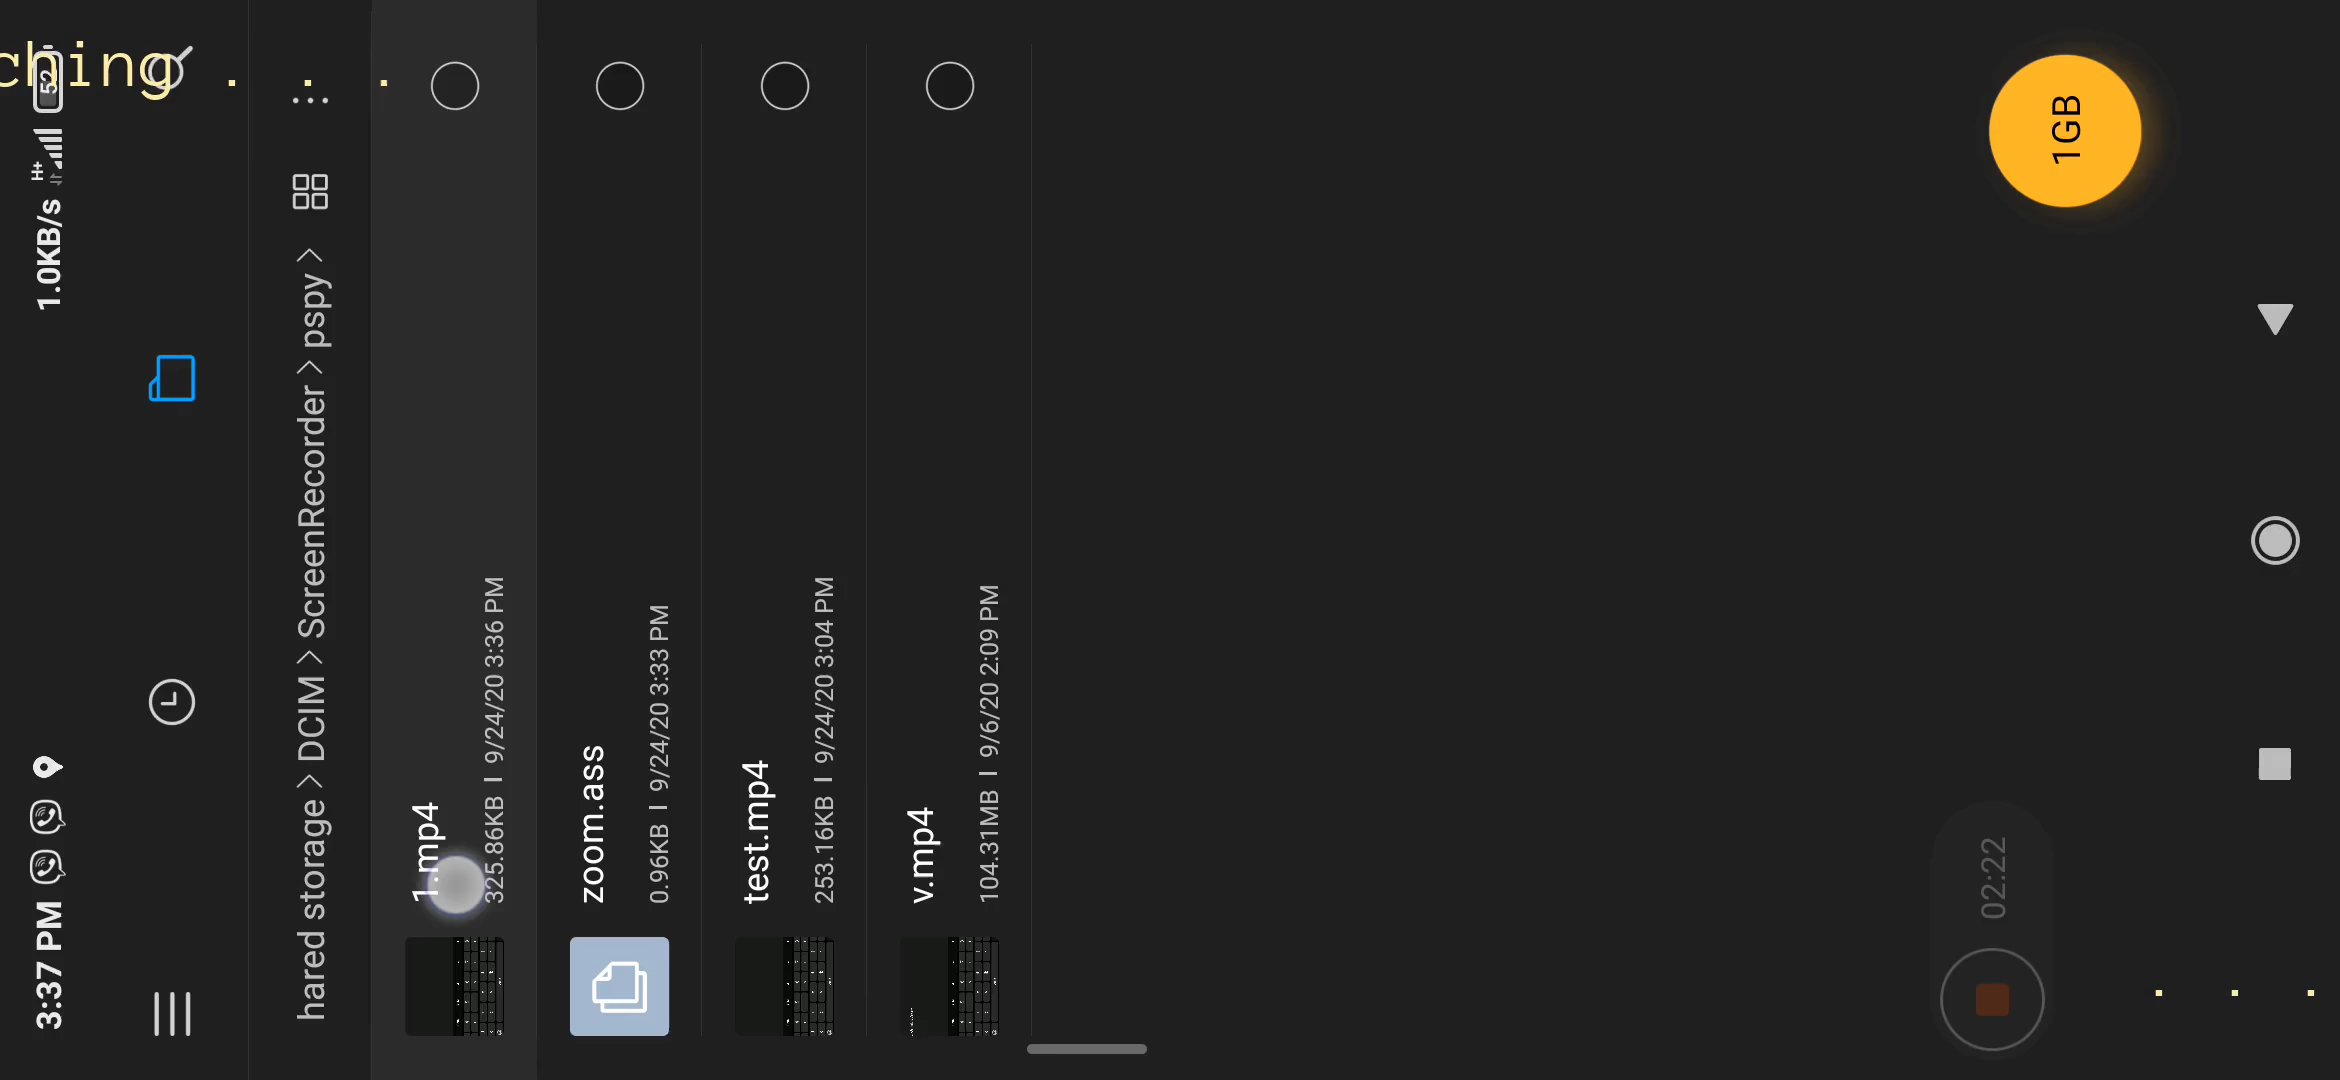 ching . . .
3:37 PM 1.0KB/s H+ 52
hared storage > DCIM > ScreenRecorder > pspy >
1.mp4
325.86KB | 9/24/20 3:36 PM
zoom.ass
0.96KB | 9/24/20 3:33 PM
test.mp4
253.16KB | 9/24/20 3:04 PM
v.mp4
104.31MB | 9/6/20 2:09 PM
02:22
1GB
. . .